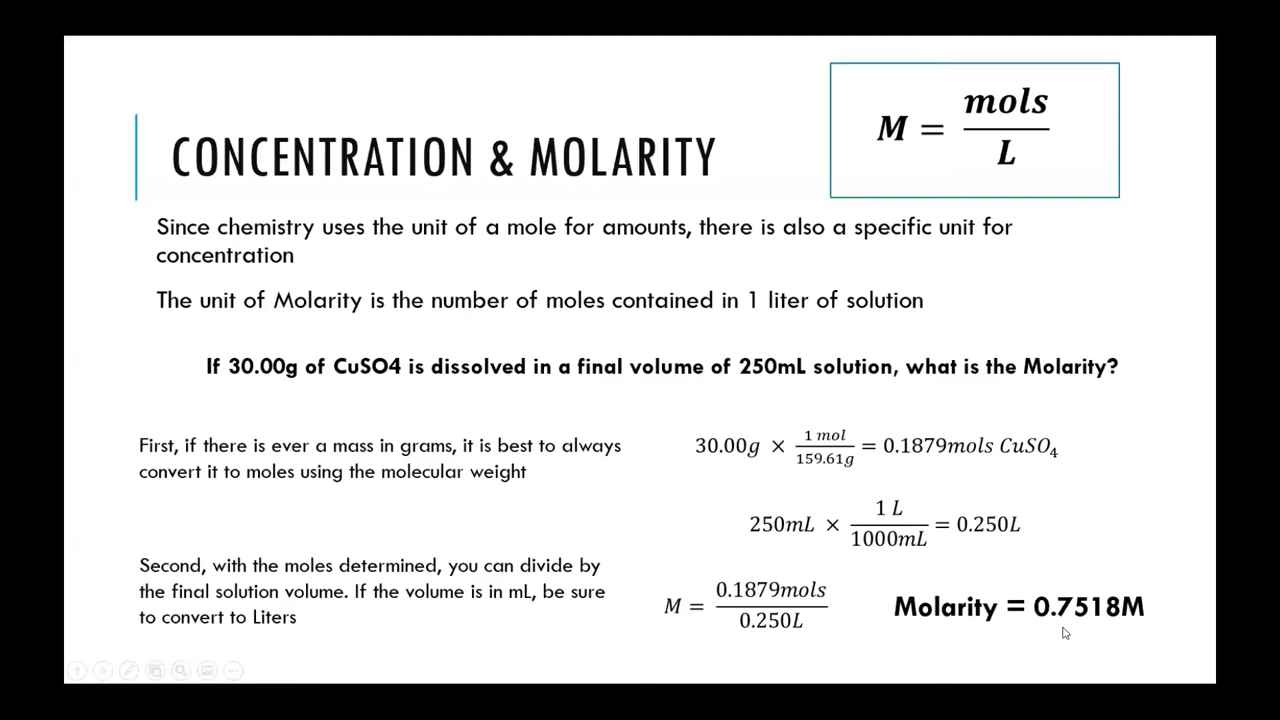 M = mols / L
CONCENTRATION & MOLARITY
Since chemistry uses the unit of a mole for amounts, there is also a specific unit for
concentration
The unit of Molarity is the number of moles contained in 1 liter of solution
If 30.00g of CuSO4 is dissolved in a final volume of 250mL solution, what is the Molarity?
First, if there is ever a mass in grams, it is best to always
convert it to moles using the molecular weight
30.00g × 1 mol / 159.61g = 0.1879mols CuSO₄
250mL × 1 L / 1000mL = 0.250L
Second, with the moles determined, you can divide by
the final solution volume. If the volume is in mL, be sure
to convert to Liters
M = 0.1879mols / 0.250L
Molarity = 0.7518M